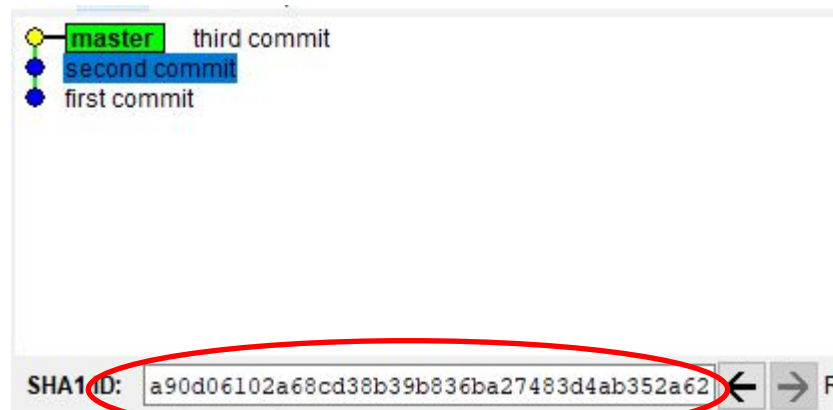 master third commit
second commit
first commit
SHA1 ID: a90d06102a68cd38b39b836ba27483d4ab352a62